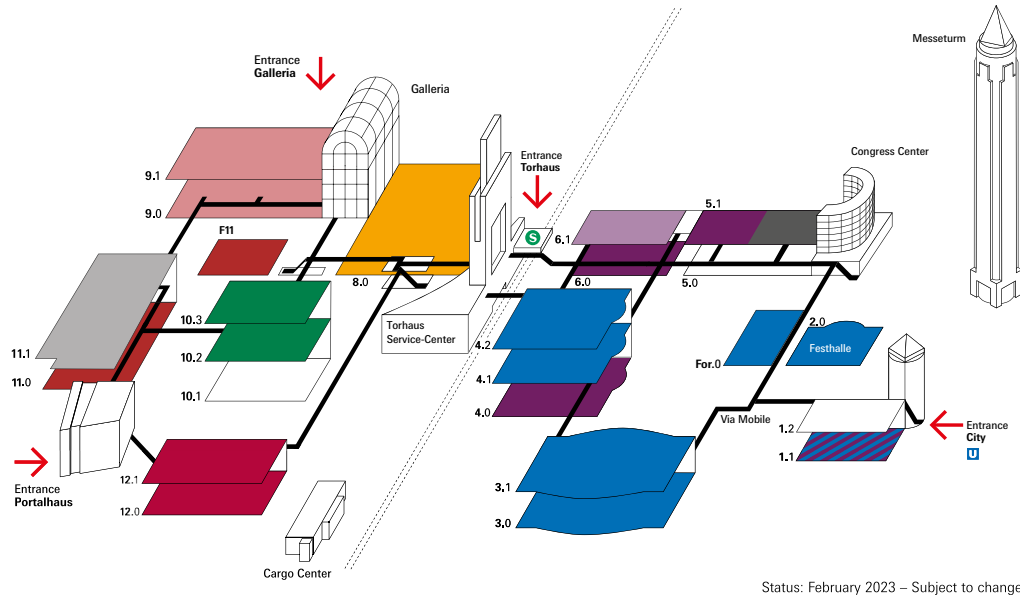 Messeturm
Entrance
Galleria
Galleria
Congress Center
Entrance
Torhaus
S
9.1
9.0
F11
5.1
6.1
6.0
5.0
8.0
10.3
10.2
10.1
11.1
11.0
Torhaus
Service-Center
4.2
4.1
4.0
2.0
Festhalle
For.0
Via Mobile
1.2
1.1
Entrance
City
U
Entrance
Portalhaus
12.1
12.0
3.1
3.0
Cargo Center
Status: February 2023 – Subject to change